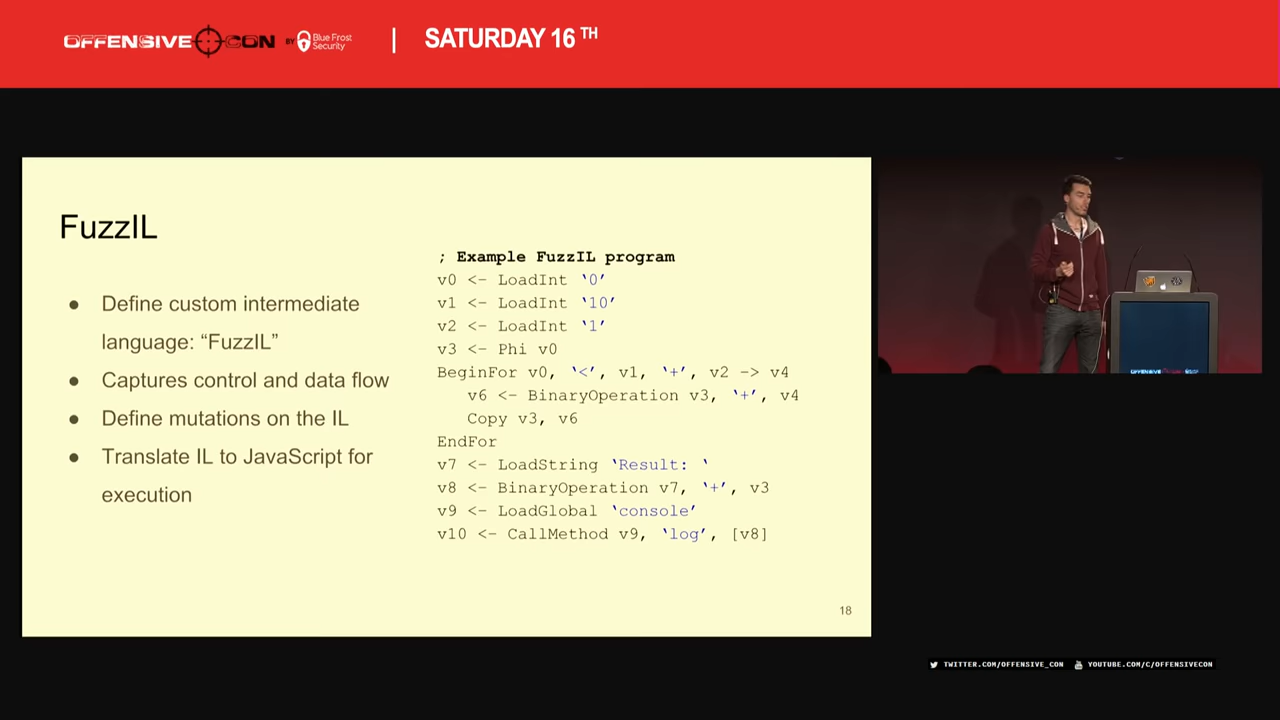 OFFENSIVE CON BY Blue Frost Security | SATURDAY 16 TH
FuzzIL
● Define custom intermediate
language: “FuzzIL”
● Captures control and data flow
● Define mutations on the IL
● Translate IL to JavaScript for
execution
; Example FuzzIL program
v0 <- LoadInt ‘0’
v1 <- LoadInt ‘10’
v2 <- LoadInt ‘1’
v3 <- Phi v0
BeginFor v0, ‘<’, v1, ‘+’, v2 -> v4
v6 <- BinaryOperation v3, ‘+’, v4
Copy v3, v6
EndFor
v7 <- LoadString ‘Result: ‘
v8 <- BinaryOperation v7, ‘+’, v3
v9 <- LoadGlobal ‘console’
v10 <- CallMethod v9, ‘log’, [v8]
18
TWITTER.COM/OFFENSIVE_CON YOUTUBE.COM/C/OFFENSIVECON